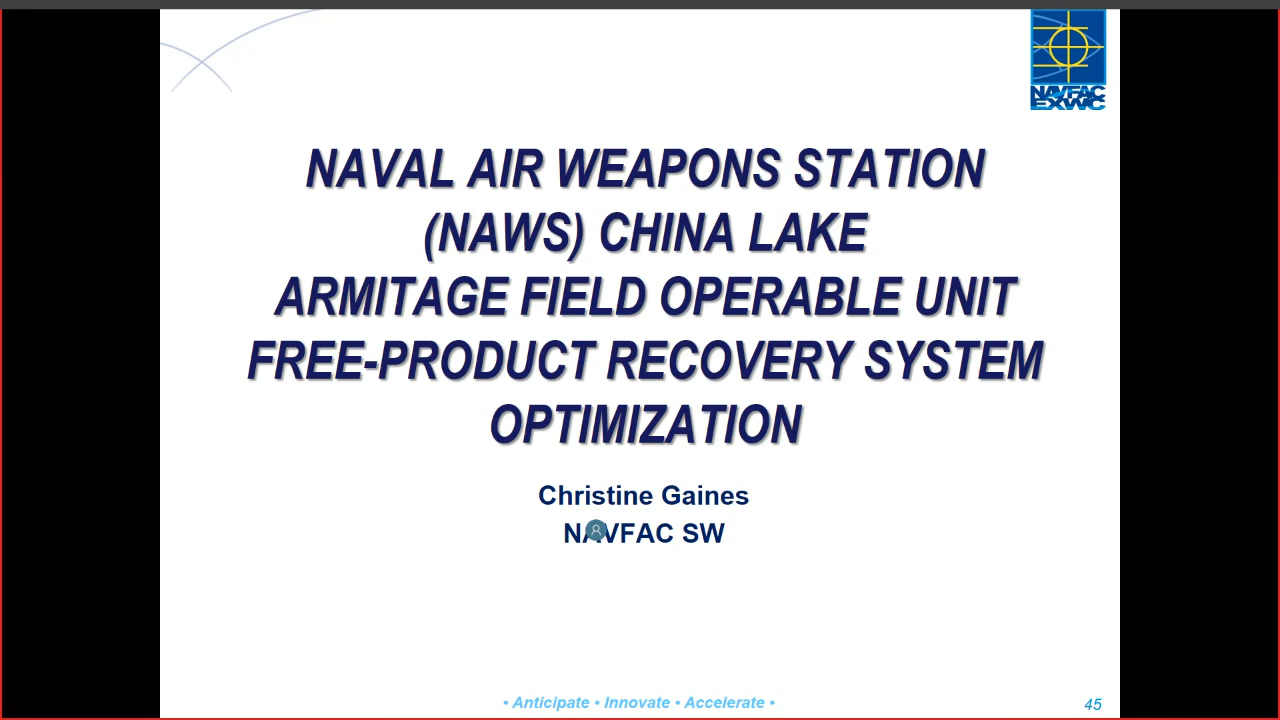 NAVFAC
EXWC
NAVAL AIR WEAPONS STATION
(NAWS) CHINA LAKE
ARMITAGE FIELD OPERABLE UNIT
FREE-PRODUCT RECOVERY SYSTEM
OPTIMIZATION
Christine Gaines
NAVFAC SW
• Anticipate • Innovate • Accelerate •
45